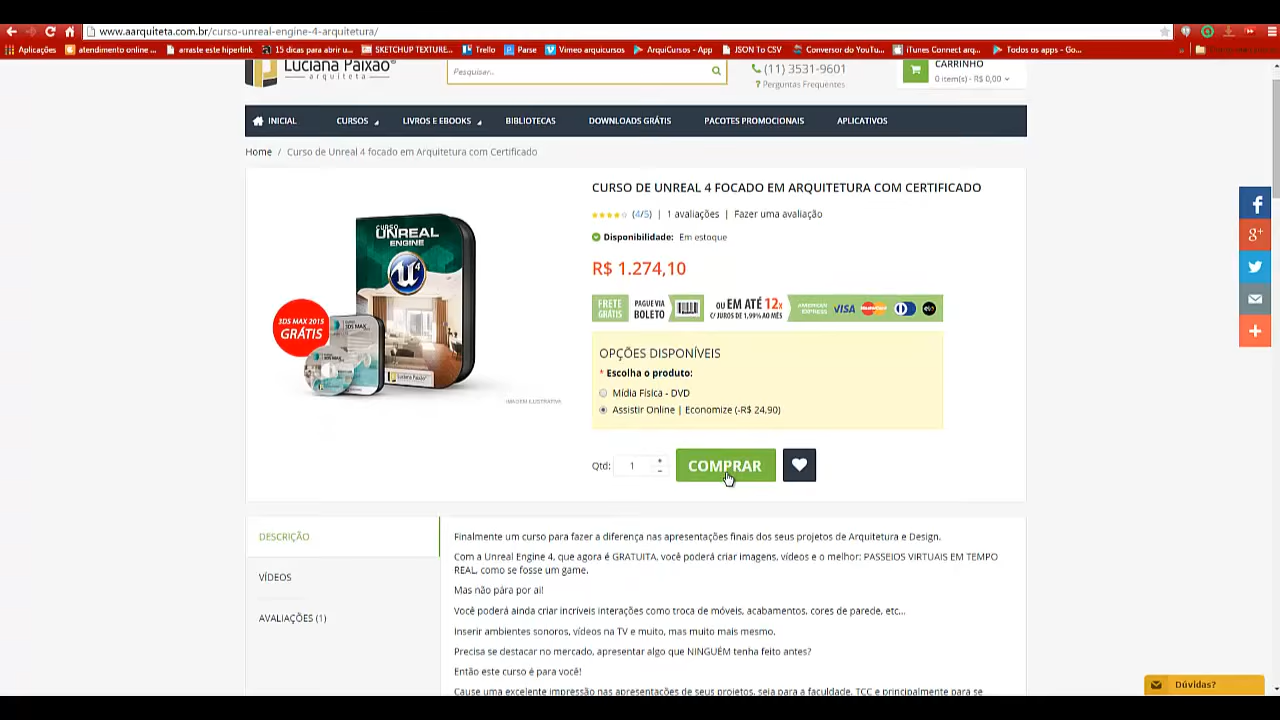 www.aarquiteta.com.br/curso-unreal-engine-4-arquitetura/
Aplicativos
atendimento online ...
arraste este hiperlink
15 dicas para abrir u...
SKETCHUP TEXTURE...
Trello
Parse
Vimeo arquicursos
ArquiCursos - App
JSON To CSV
Conversor do YouTu...
iTunes Connect arq...
Todos os apps - Go...
Luciana Paixão®
arquiteta
Pesquisar..
(11) 3531-9601
? Perguntas Frequentes
CARRINHO
0 item(s) - R$ 0,00
INICIAL
CURSOS
LIVROS E EBOOKS
BIBLIOTECAS
DOWNLOADS GRÁTIS
PACOTES PROMOCIONAIS
APLICATIVOS
Home / Curso de Unreal 4 focado em Arquitetura com Certificado
CURSO
UNREAL
ENGINE
3DS MAX 2015
GRÁTIS
Luciana Paixão
IMAGEM ILUSTRATIVA
CURSO DE UNREAL 4 FOCADO EM ARQUITETURA COM CERTIFICADO
(4/5) | 1 avaliações | Fazer uma avaliação
Disponibilidade: Em estoque
R$ 1.274,10
FRETE
GRÁTIS
PAGUE VIA
BOLETO
OU EM ATÉ 12x
C/ JUROS DE 1,99% AO MÊS
AMERICAN
EXPRESS
VISA
OPÇÕES DISPONÍVEIS
* Escolha o produto:
Mídia Física - DVD
Assistir Online | Economize (-R$ 24,90)
Qtd: 1
COMPRAR
DESCRIÇÃO
VÍDEOS
AVALIAÇÕES (1)
Finalmente um curso para fazer a diferença nas apresentações finais dos seus projetos de Arquitetura e Design.
Com a Unreal Engine 4, que agora é GRATUITA, você poderá criar imagens, vídeos e o melhor: PASSEIOS VIRTUAIS EM TEMPO
REAL, como se fosse um game.
Mas não pára por aí!
Você poderá ainda criar incríveis interações como troca de móveis, acabamentos, cores de parede, etc...
Inserir ambientes sonoros, vídeos na TV e muito, mas muito mais mesmo.
Precisa se destacar no mercado, apresentar algo que NINGUÉM tenha feito antes?
Então este curso é para você!
Cause uma excelente impressão nas apresentações de seus projetos, seja para a faculdade, TCC e principalmente para se
Dúvidas?